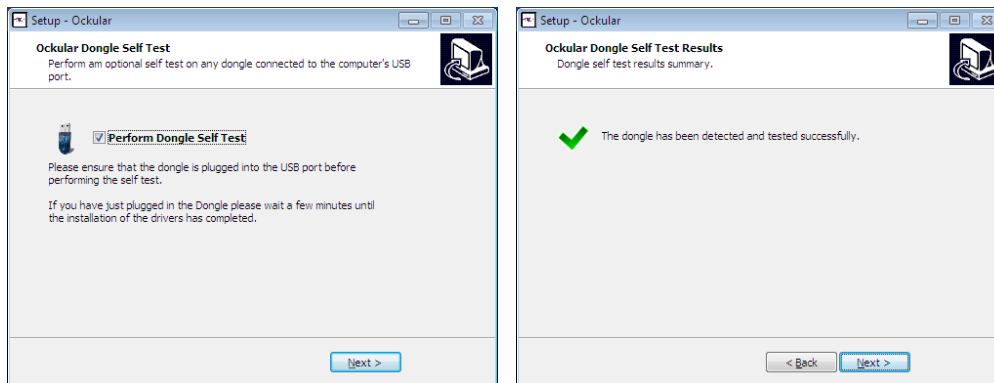 Setup - Ockular
Ockular Dongle Self Test
Perform am optional self test on any dongle connected to the computer's USB
port.
Perform Dongle Self Test
Please ensure that the dongle is plugged into the USB port before
performing the self test.
If you have just plugged in the Dongle please wait a few minutes until
the installation of the drivers has completed.
Next >
Setup - Ockular
Ockular Dongle Self Test Results
Dongle self test results summary.
The dongle has been detected and tested successfully.
< Back
Next >